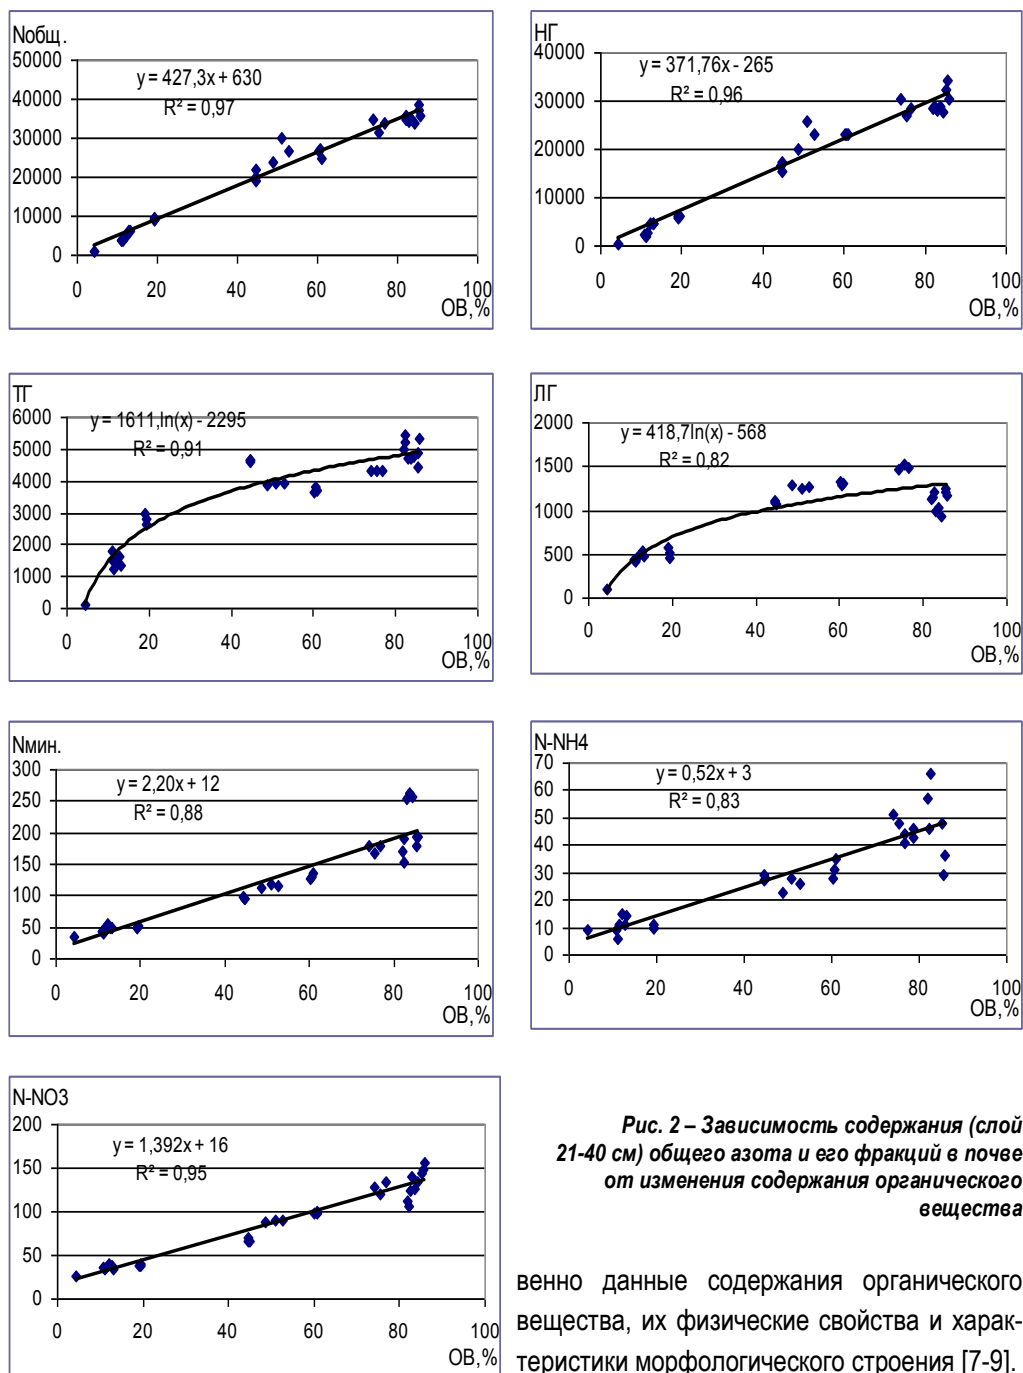 Nобщ.
y = 427,3x + 630
R² = 0,97
50000
40000
30000
20000
10000
0
0 20 40 60 80 100
ОВ,%
НГ
y = 371,76x - 265
R² = 0,96
40000
30000
20000
10000
0
0 20 40 60 80 100
ОВ,%
ТГ
y = 1611,ln(x) - 2295
R² = 0,91
6000
5000
4000
3000
2000
1000
0
0 20 40 60 80 100
ОВ,%
ЛГ
y = 418,7ln(x) - 568
R² = 0,82
2000
1500
1000
500
0
0 20 40 60 80 100
ОВ,%
Nмин.
y = 2,20x + 12
R² = 0,88
300
250
200
150
100
50
0
0 20 40 60 80 100
ОВ,%
N-NH4
y = 0,52x + 3
R² = 0,83
70
60
50
40
30
20
10
0
0 20 40 60 80 100
ОВ,%
N-NO3
y = 1,392x + 16
R² = 0,95
200
150
100
50
0
0 20 40 60 80 100
ОВ,%
Рис. 2 – Зависимость содержания (слой
21-40 см) общего азота и его фракций в почве
от изменения содержания органического
вещества
венно данные содержания органического
вещества, их физические свойства и харак-
теристики морфологического строения [7-9].